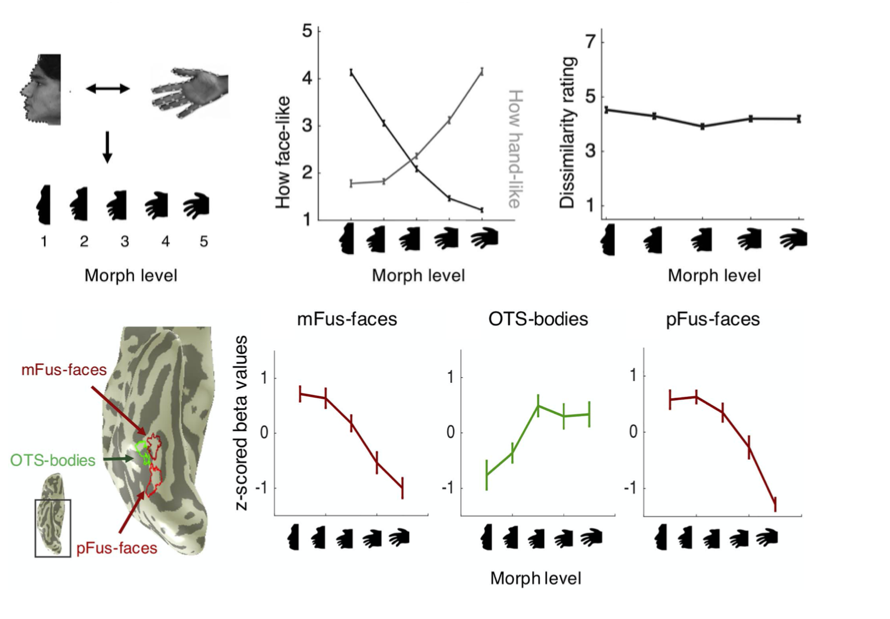 1 2 3 4 5
Morph level
How face-like
5
4
3
2
1
How hand-like
Morph level
Dissimilarity rating
7
5
3
1
Morph level
mFus-faces
OTS-bodies
pFus-faces
mFus-faces
z-scored beta values
1
0
-1
OTS-bodies
1
0
-1
pFus-faces
1
0
-1
Morph level